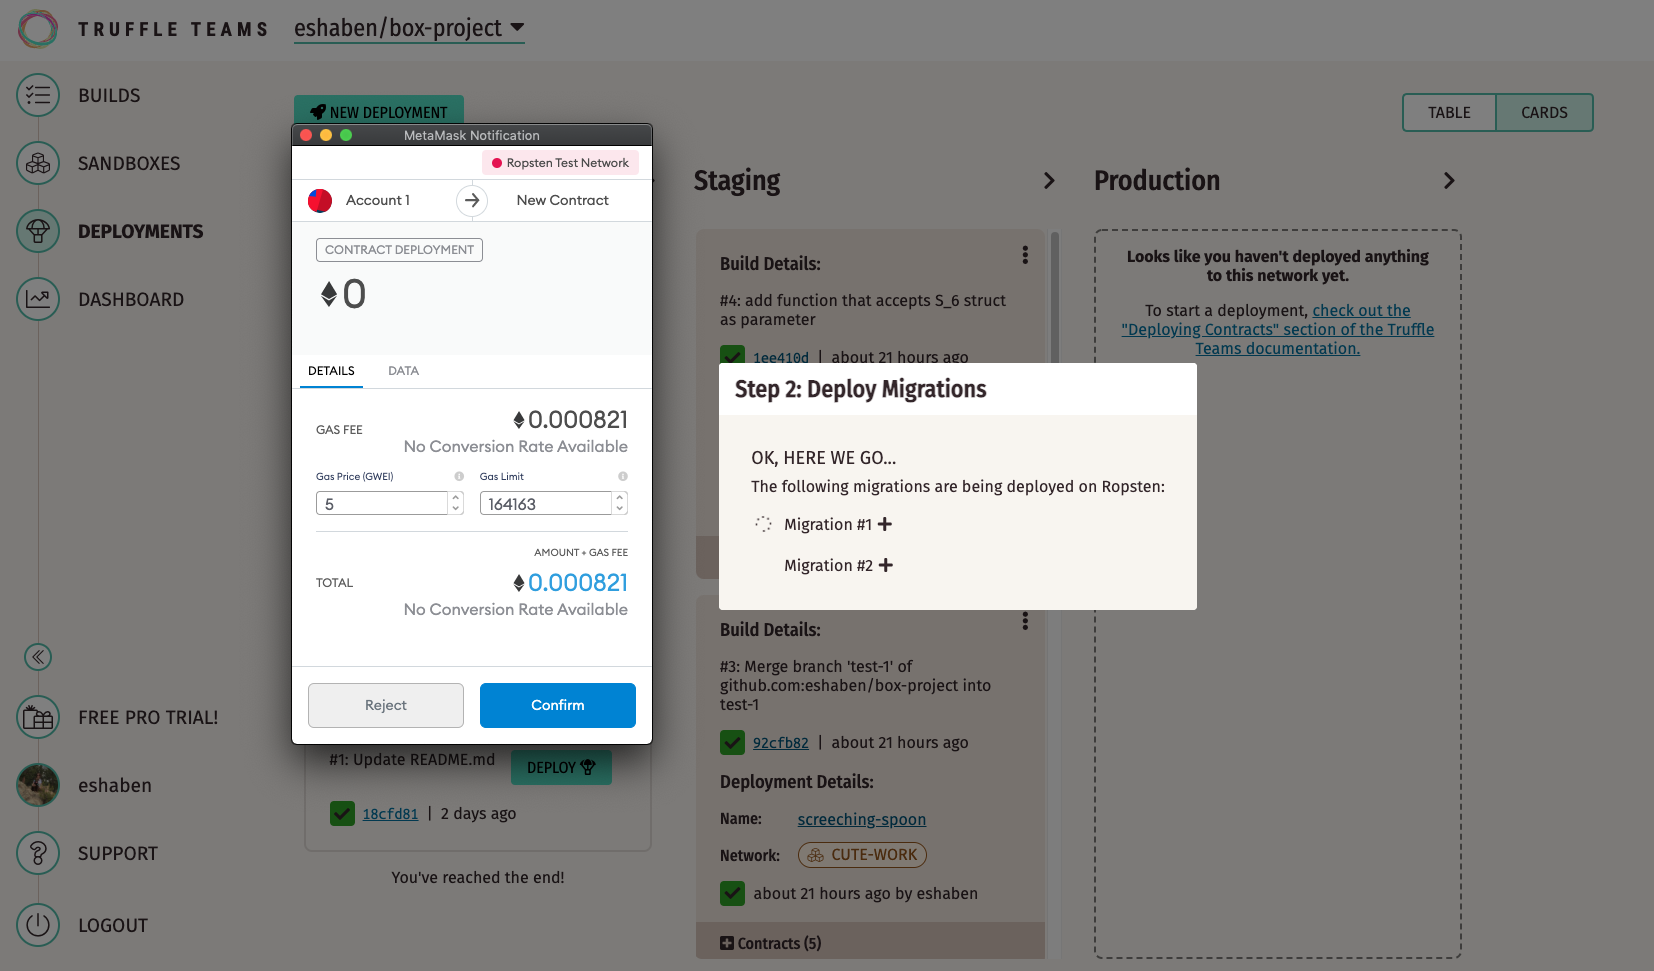 TRUFFLE TEAMS
eshaben/box-project
BUILDS
SANDBOXES
DEPLOYMENTS
DASHBOARD
FREE PRO TRIAL!
eshaben
SUPPORT
LOGOUT
NEW DEPLOYMENT
TABLE
CARDS
MetaMask Notification
Ropsten Test Network
Account 1
New Contract
CONTRACT DEPLOYMENT
0
DETAILS
DATA
GAS FEE
0.000821
No Conversion Rate Available
Gas Price (GWEI)
Gas Limit
5
164163
AMOUNT + GAS FEE
TOTAL
0.000821
No Conversion Rate Available
Reject
Confirm
#1: Update README.md
DEPLOY
18cfd81 | 2 days ago
You've reached the end!
Staging
Build Details:
#4: add function that accepts S_6 struct
as parameter
1ee410d | about 21 hours ago
Step 2: Deploy Migrations
OK, HERE WE GO...
The following migrations are being deployed on Ropsten:
Migration #1
Migration #2
Build Details:
#3: Merge branch 'test-1' of
github.com:eshaben/box-project into
test-1
92cfb82 | about 21 hours ago
Deployment Details:
Name: screeching-spoon
Network: CUTE-WORK
about 21 hours ago by eshaben
Contracts (5)
Production
Looks like you haven't deployed anything
to this network yet.
To start a deployment, check out the
"Deploying Contracts" section of the Truffle
Teams documentation.